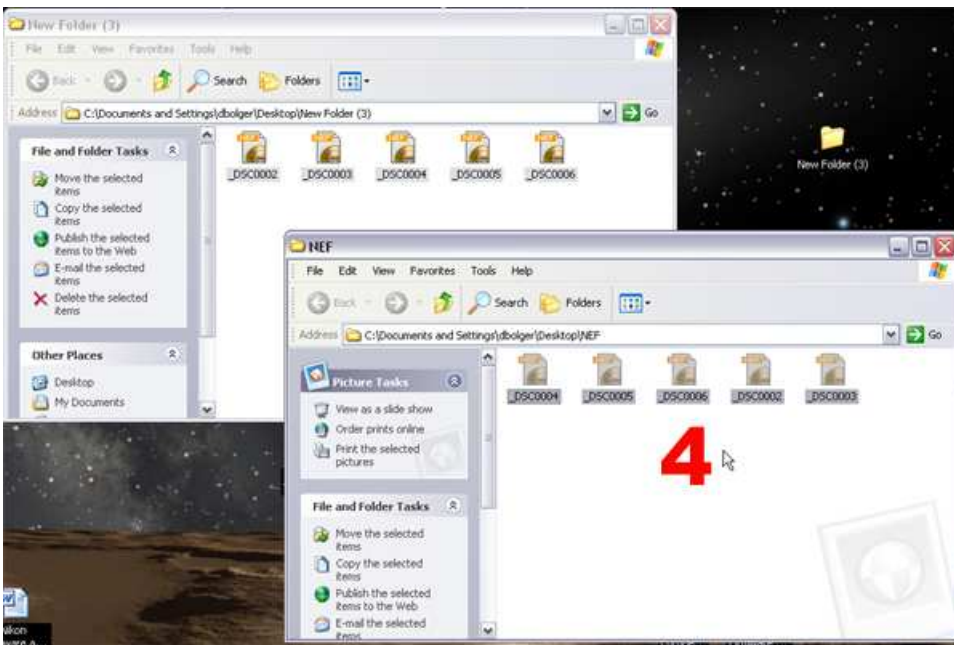 New Folder (3)
File Edit View Favorites Tools Help
Back Search Folders
Address C:\Documents and Settings\dbolger\Desktop\New Folder (3) Go
File and Folder Tasks
Move the selected
items
Copy the selected
items
Publish the selected
items to the Web
E-mail the selected
items
Delete the selected
items
Other Places
Desktop
My Documents
_DSC0002 _DSC0003 _DSC0004 _DSC0005 _DSC0006
New Folder (3)
NEF
File Edit View Favorites Tools Help
Back Search Folders
Address C:\Documents and Settings\dbolger\Desktop\NEF Go
Picture Tasks
View as a slide show
Order prints online
Print the selected
pictures
File and Folder Tasks
Move the selected
items
Copy the selected
items
Publish the selected
items to the Web
E-mail the selected
items
_DSC0004 _DSC0005 _DSC0006 _DSC0002 _DSC0003
4